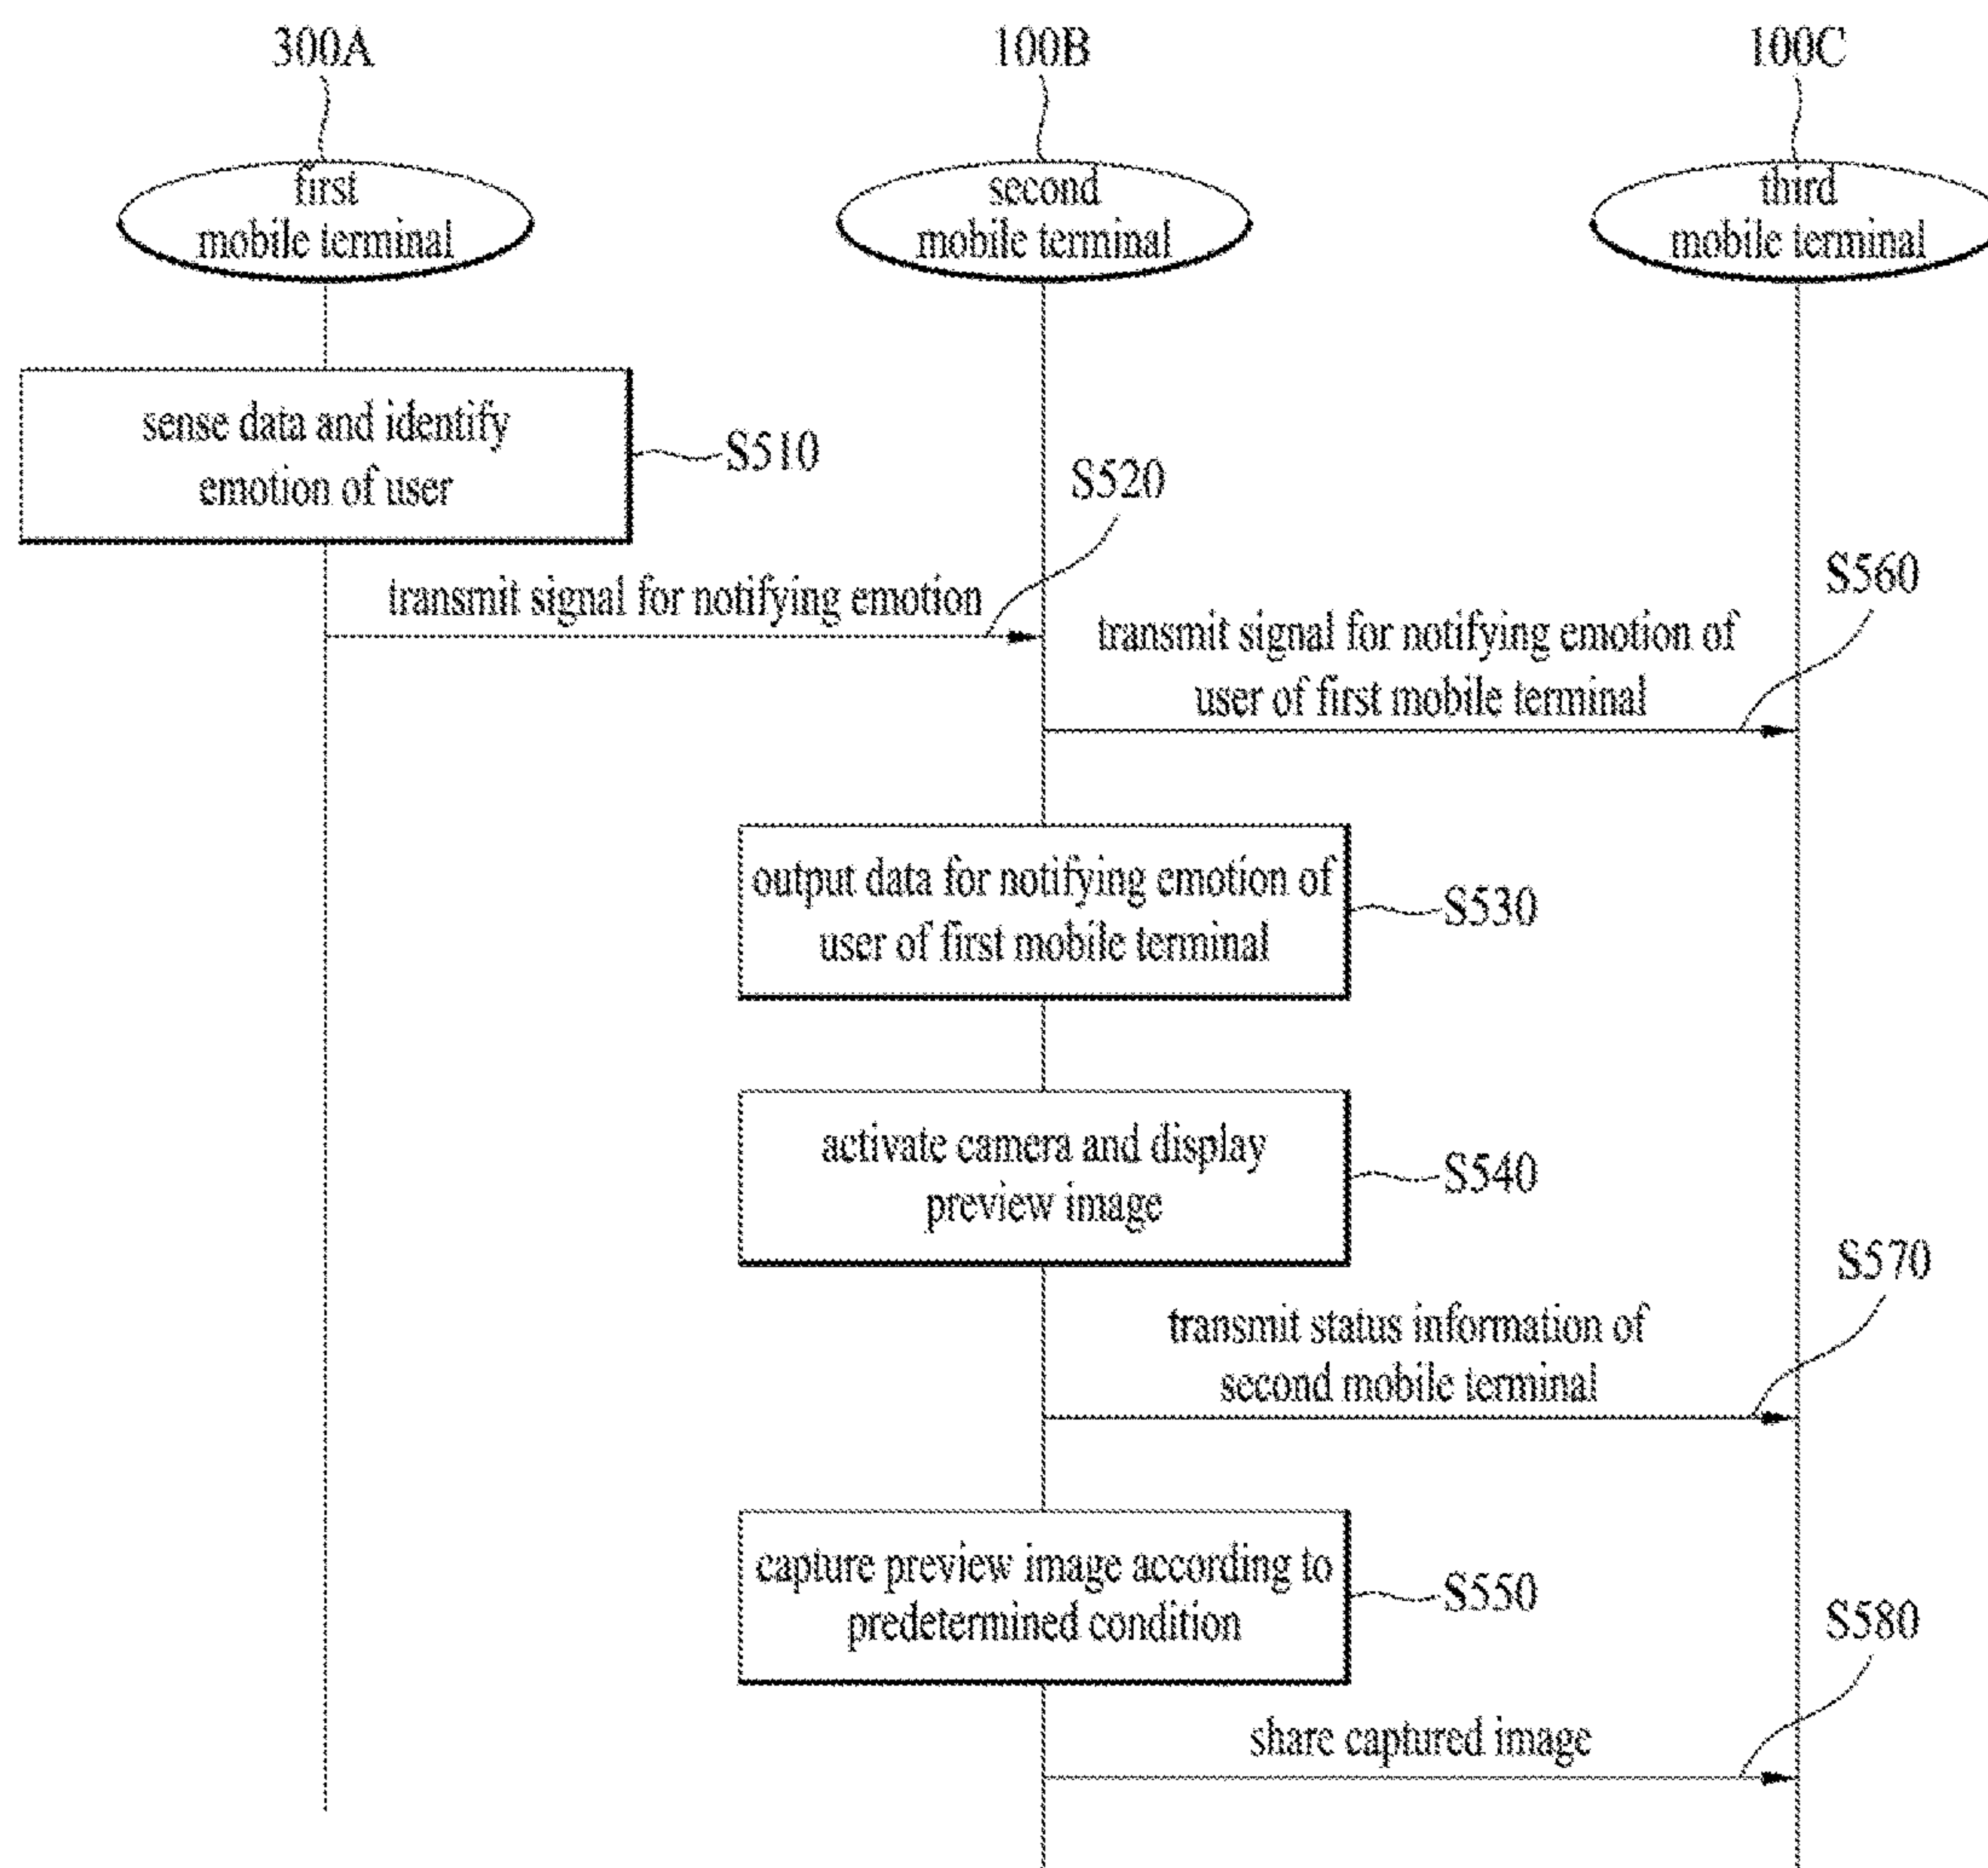 300A
100B
100C
first
mobile terminal
second
mobile terminal
third
mobile terminal
sense data and identify
emotion of user
S510
S520
transmit signal for notifying emotion
S560
transmit signal for notifying emotion of
user of first mobile terminal
output data for notifying emotion of
user of first mobile terminal
S530
activate camera and display
preview image
S540
S570
transmit status information of
second mobile terminal
capture preview image according to
predetermined condition
S550
S580
share captured image